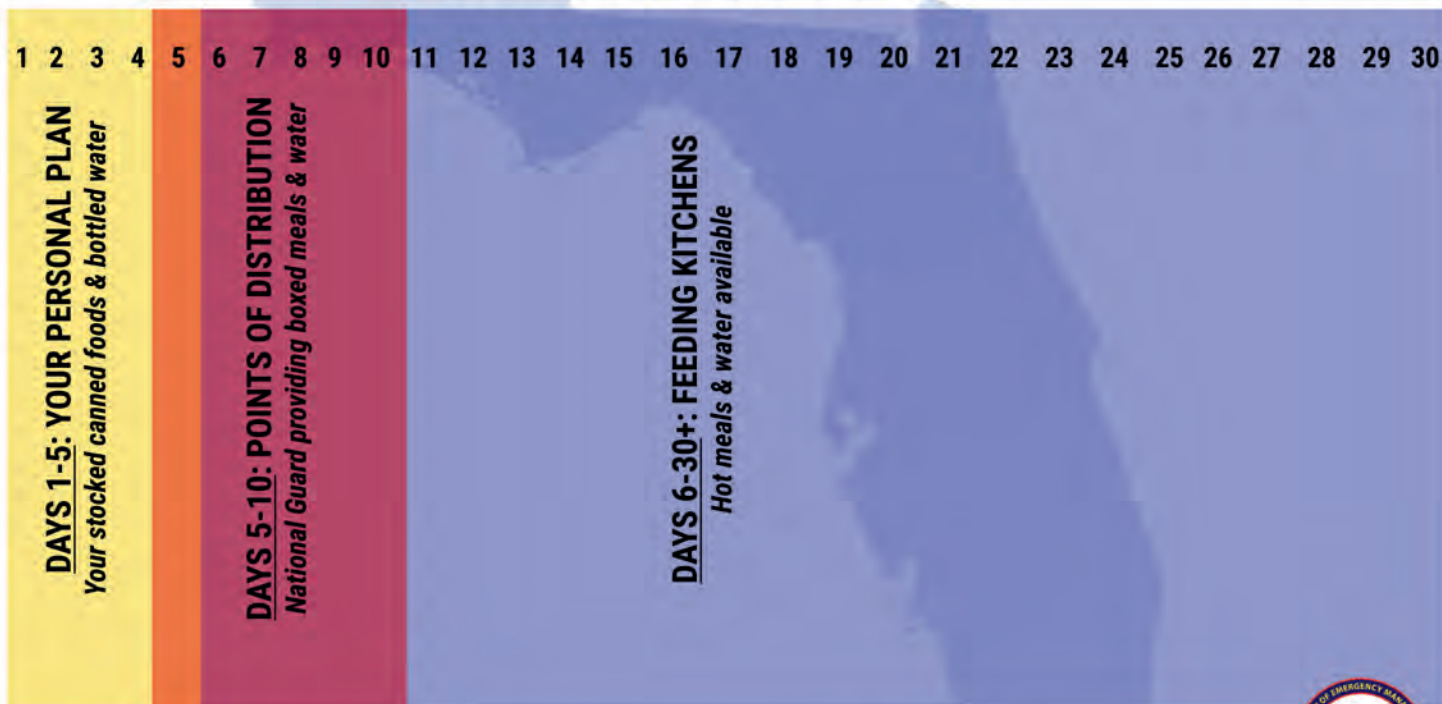 1 2 3 4 5 6 7 8 9 10 11 12 13 14 15 16 17 18 19 20 21 22 23 24 25 26 27 28 29 30
DAYS 1-5: YOUR PERSONAL PLAN
Your stocked canned foods & bottled water
DAYS 5-10: POINTS OF DISTRIBUTION
National Guard providing boxed meals & water
DAYS 6-30+: FEEDING KITCHENS
Hot meals & water available
OF EMERGENCY